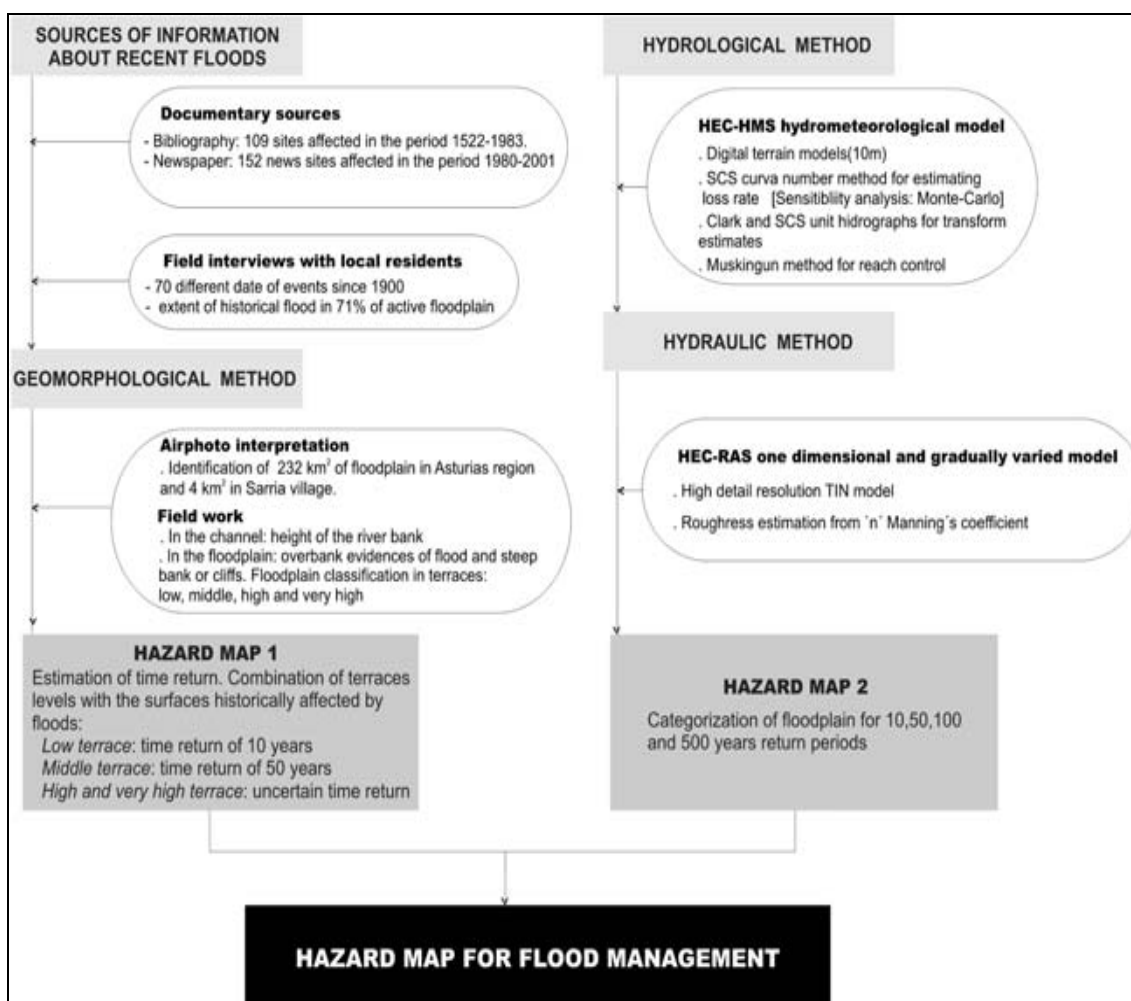 SOURCES OF INFORMATION
ABOUT RECENT FLOODS
Documentary sources
- Bibliography: 109 sites affected in the period 1522-1983.
- Newspaper: 152 news sites affected in the period 1980-2001
Field interviews with local residents
- 70 different date of events since 1900
- extent of historical flood in 71% of active floodplain
GEOMORPHOLOGICAL METHOD
Airphoto interpretation
. Identification of 232 km² of floodplain in Asturias region
and 4 km² in Sarria village.
Field work
. In the channel: height of the river bank
. In the floodplain: overbank evidences of flood and steep
bank or cliffs. Floodplain classification in terraces:
low, middle, high and very high
HAZARD MAP 1
Estimation of time return. Combination of terraces
levels with the surfaces historically affected by
floods:
Low terrace: time return of 10 years
Middle terrace: time return of 50 years
High and very high terrace: uncertain time return
HYDROLOGICAL METHOD
HEC-HMS hydrometeorological model
. Digital terrain models(10m)
. SCS curva number method for estimating
loss rate [Sensitibliity analysis: Monte-Carlo]
. Clark and SCS unit hidrographs for transform
estimates
. Muskingun method for reach control
HYDRAULIC METHOD
HEC-RAS one dimensional and gradually varied model
. High detail resolution TIN model
. Roughress estimation from ´n´ Manning´s coefficient
HAZARD MAP 2
Categorization of floodplain for 10,50,100
and 500 years return periods
HAZARD MAP FOR FLOOD MANAGEMENT